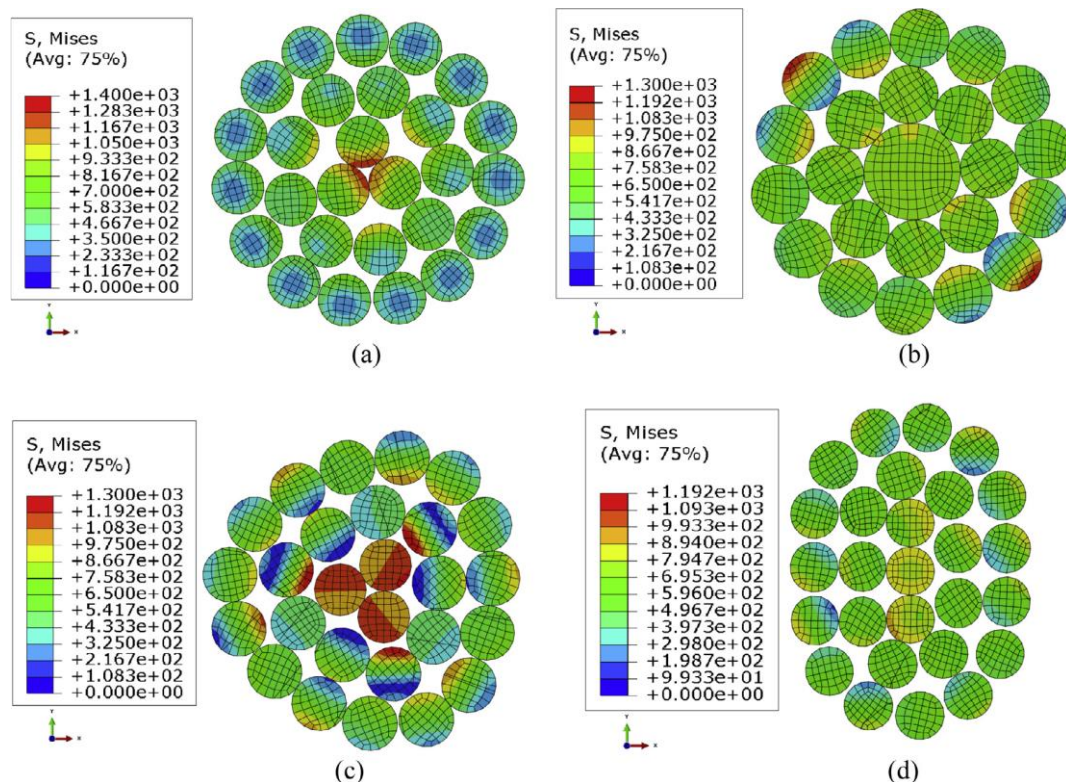 S, Mises
(Avg: 75%)
+1.400e+03
+1.283e+03
+1.167e+03
+1.050e+03
+9.333e+02
+8.167e+02
+7.000e+02
+5.833e+02
+4.667e+02
+3.500e+02
+2.333e+02
+1.167e+02
+0.000e+00
Y
X
(a)
S, Mises
(Avg: 75%)
+1.300e+03
+1.192e+03
+1.083e+03
+9.750e+02
+8.667e+02
+7.583e+02
+6.500e+02
+5.417e+02
+4.333e+02
+3.250e+02
+2.167e+02
+1.083e+02
+0.000e+00
Y
X
(b)
S, Mises
(Avg: 75%)
+1.300e+03
+1.192e+03
+1.083e+03
+9.750e+02
+8.667e+02
+7.583e+02
+6.500e+02
+5.417e+02
+4.333e+02
+3.250e+02
+2.167e+02
+1.083e+02
+0.000e+00
Y
X
(c)
S, Mises
(Avg: 75%)
+1.192e+03
+1.093e+03
+9.933e+02
+8.940e+02
+7.947e+02
+6.953e+02
+5.960e+02
+4.967e+02
+3.973e+02
+2.980e+02
+1.987e+02
+9.933e+01
+0.000e+00
Y
X
(d)